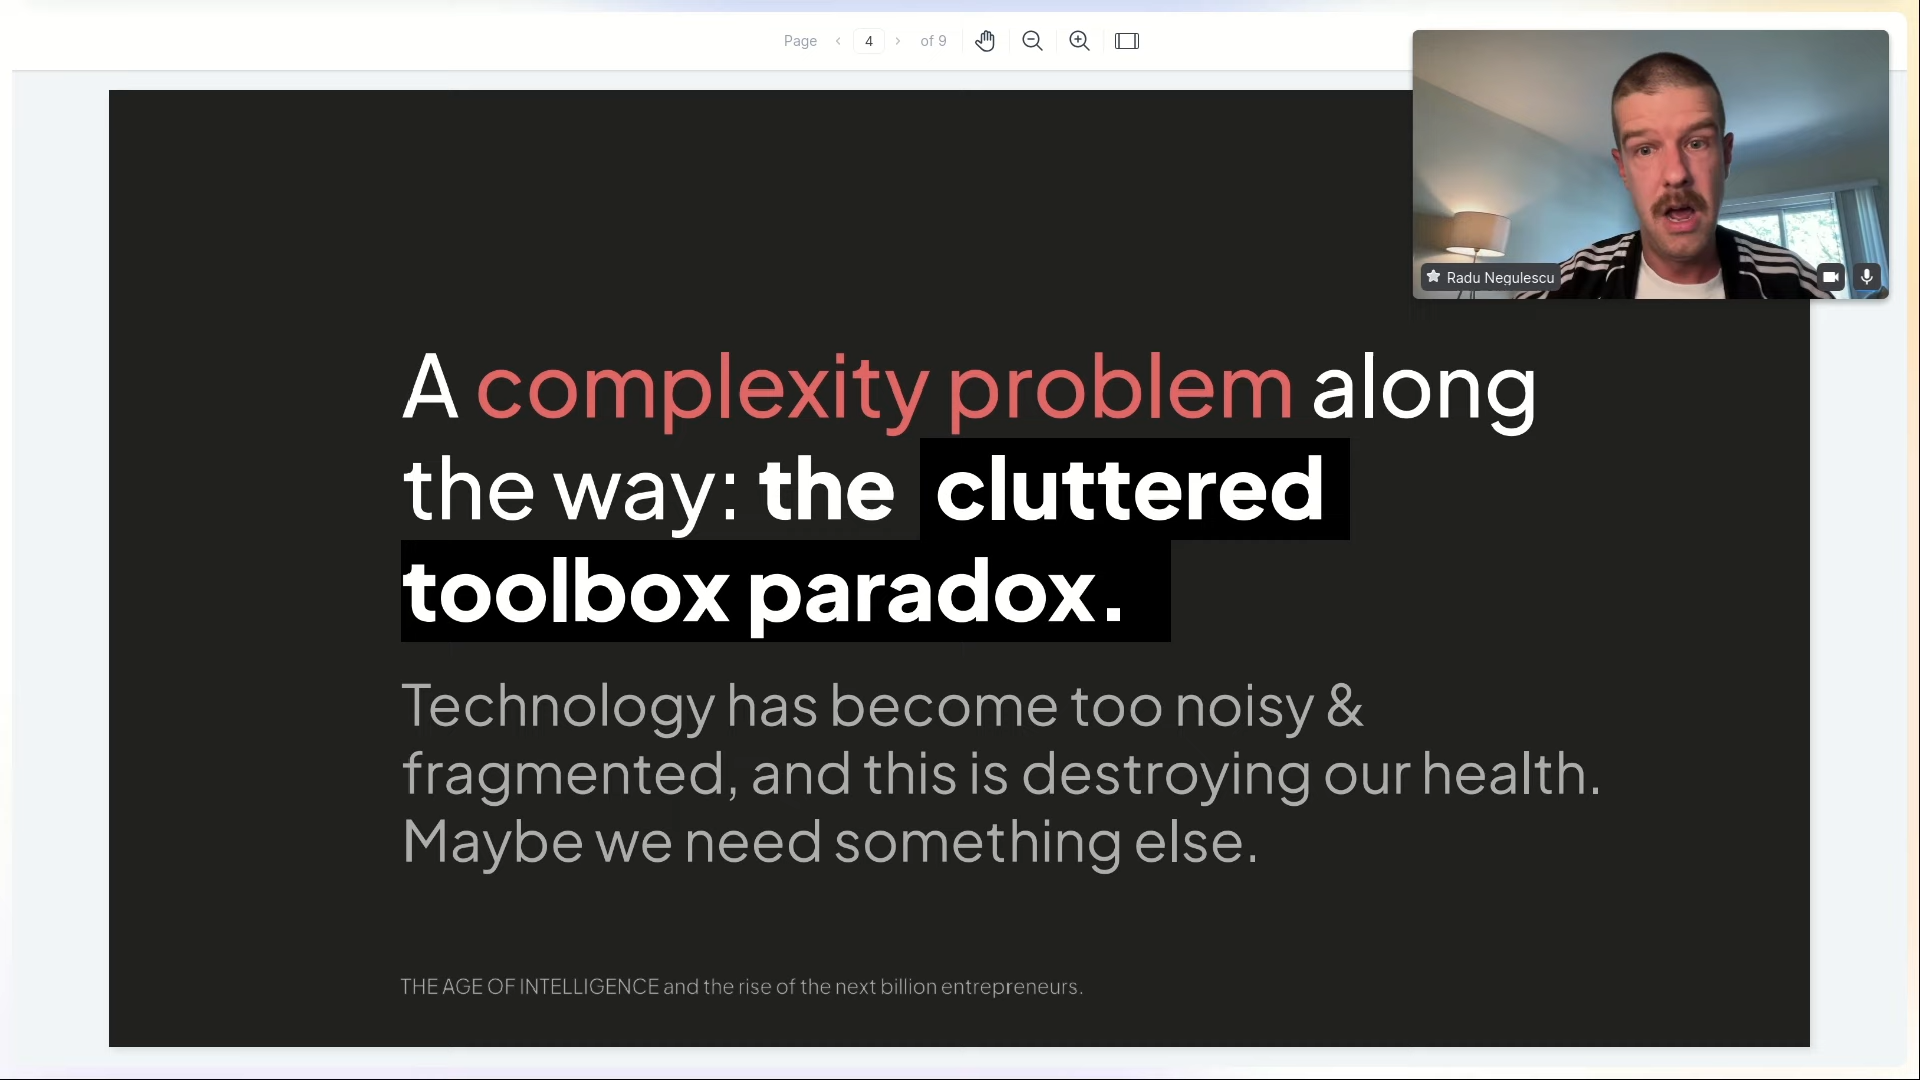 Page 4 of 9
Radu Negulescu
A complexity problem along
the way: the cluttered
toolbox paradox.
Technology has become too noisy &
fragmented, and this is destroying our health.
Maybe we need something else.
THE AGE OF INTELLIGENCE and the rise of the next billion entrepreneurs.